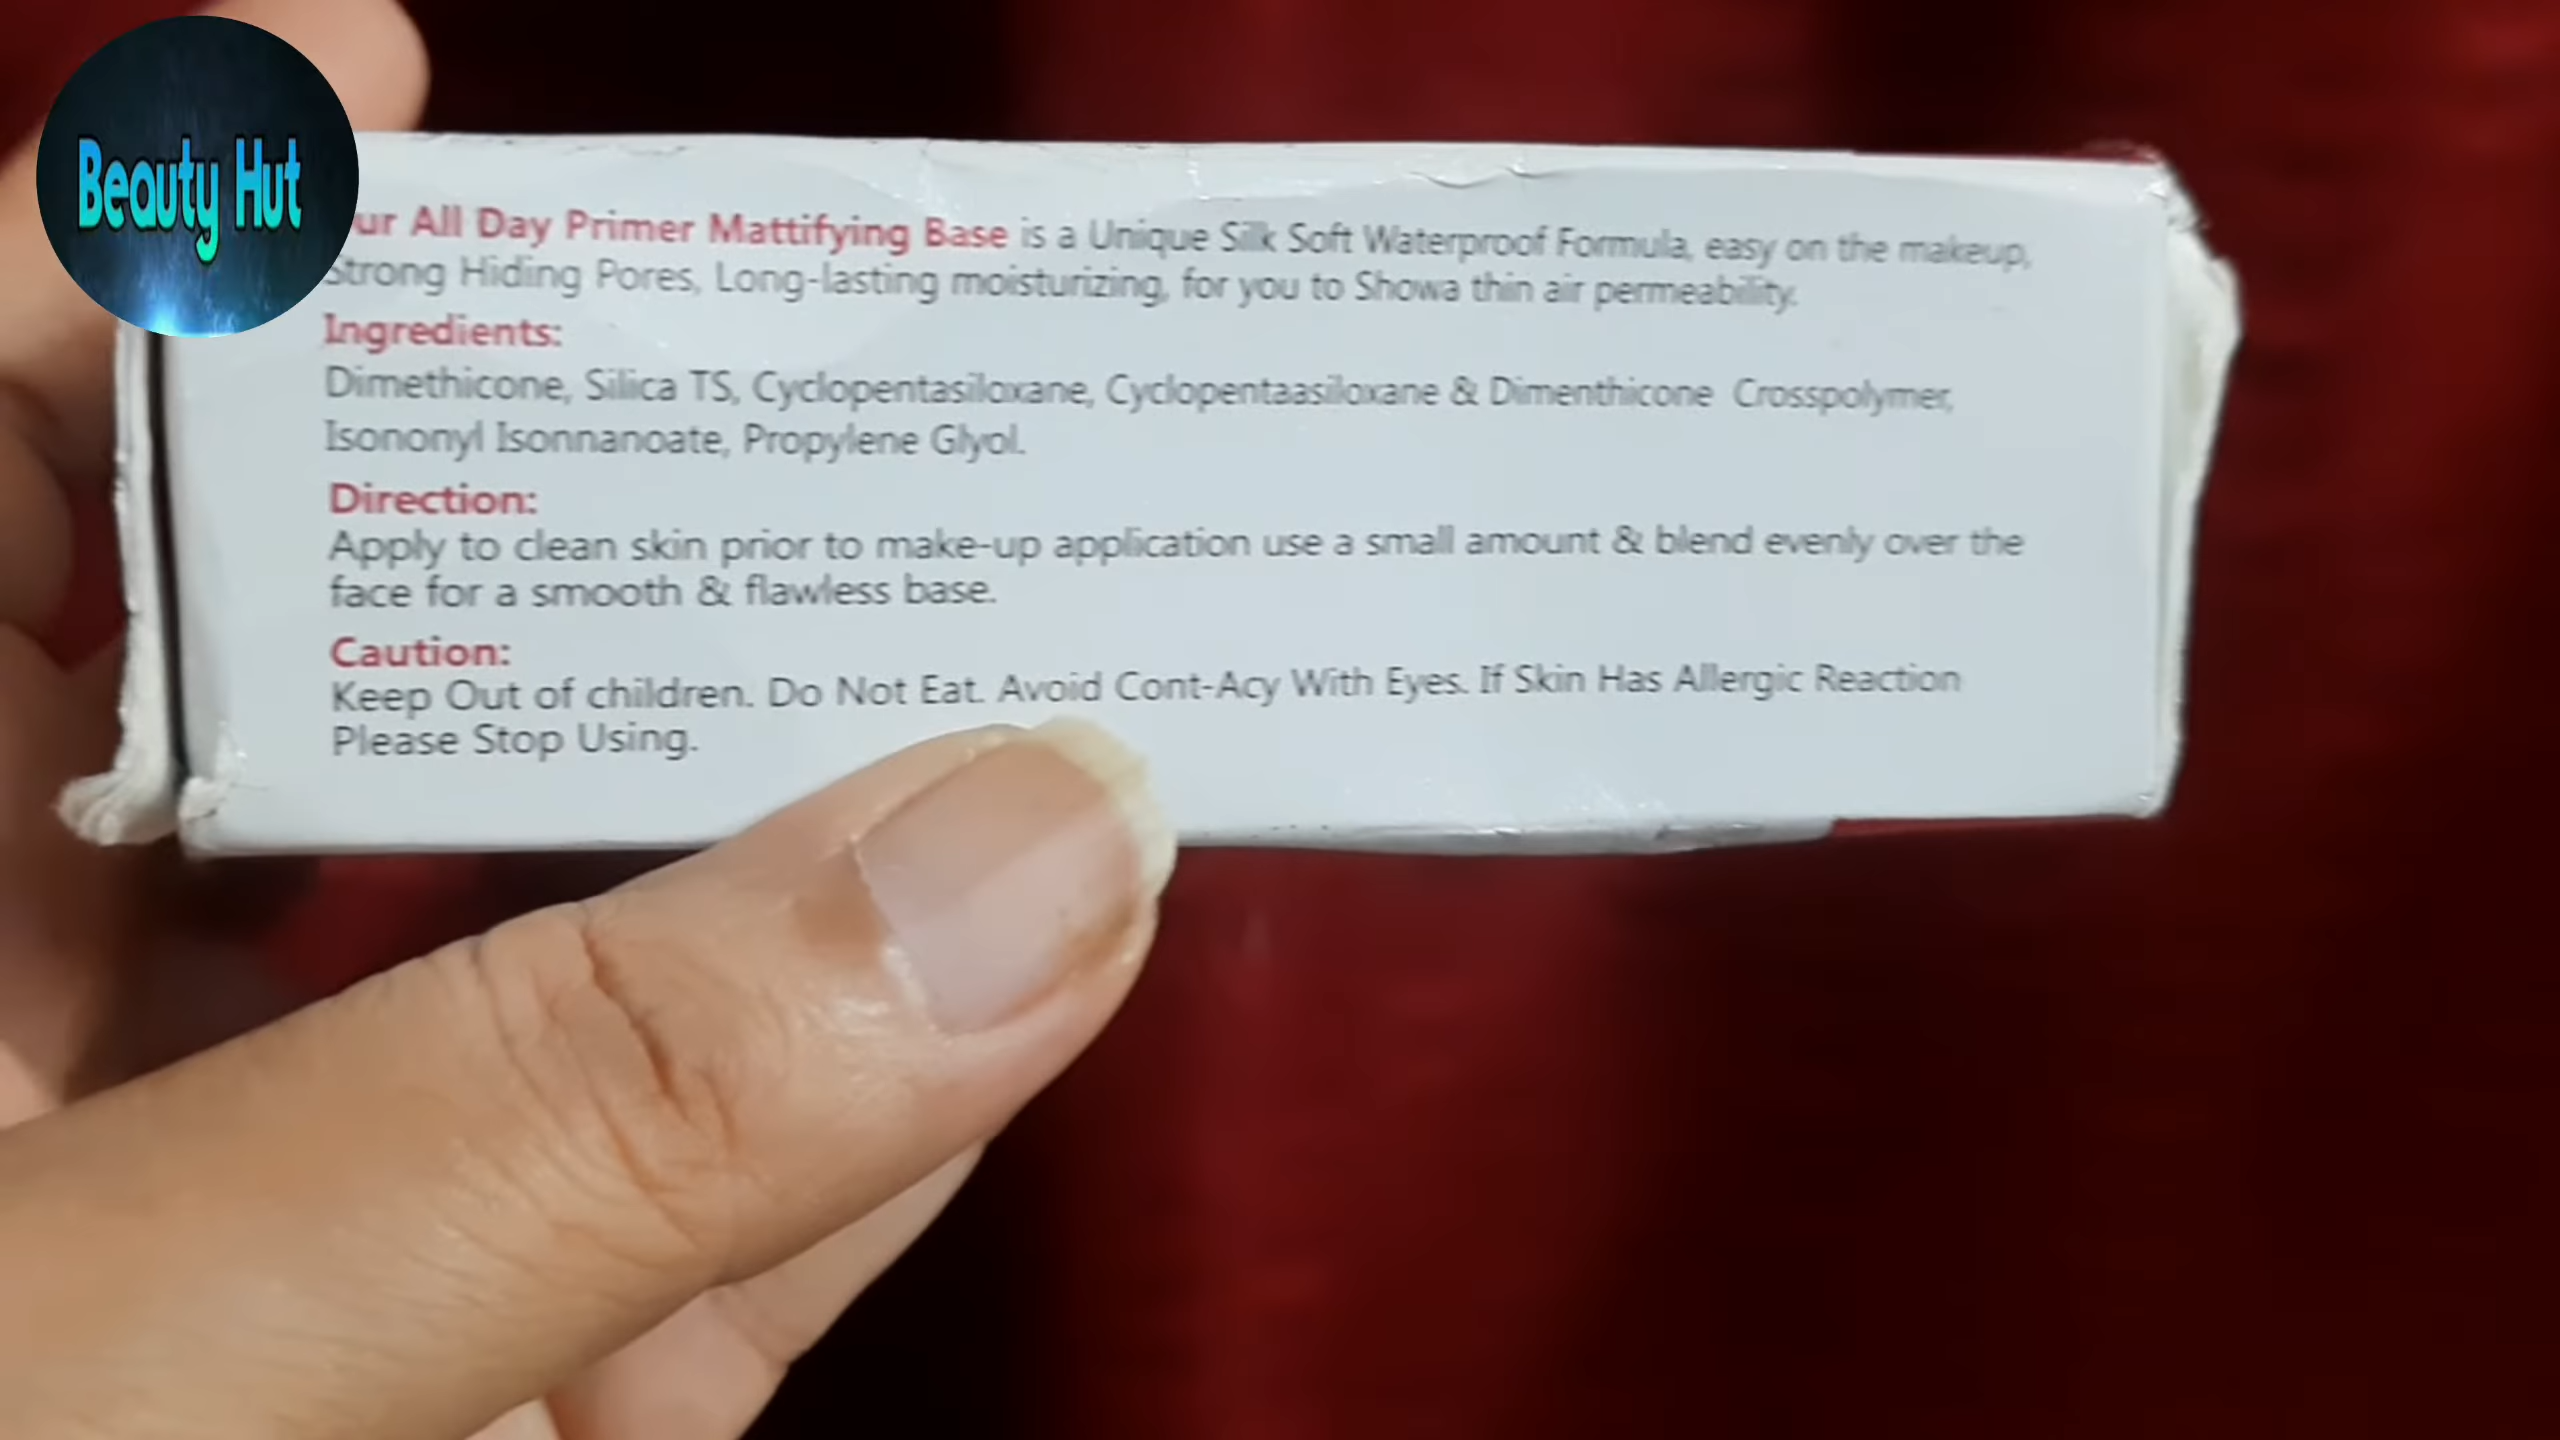 Beauty Hut
All Day Primer Mattifying Base is a Unique Silk Soft Waterproof Formula, easy on the makeup,
Strong Hiding Pores, Long-lasting moisturizing, for you to Showa thin air permeability.
Ingredients:
Dimethicone, Silica TS, Cyclopentasiloxane, Cyclopentaasiloxane & Dimenthicone Crosspolymer,
Isononyl Isonnanoate, Propylene Glyol.
Direction:
Apply to clean skin prior to make-up application use a small amount & blend evenly over the
face for a smooth & flawless base.
Caution:
Keep Out of children. Do Not Eat. Avoid Cont-Acy With Eyes. If Skin Has Allergic Reaction
Please Stop Using.